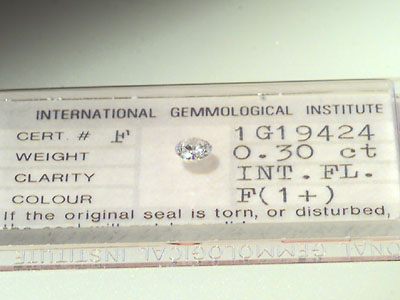 INTERNATIONAL GEMMOLOGICAL INSTITUTE
CERT. # F 1G19424
WEIGHT 0.30 ct
CLARITY INT.FL.
COLOUR F(1+)
If the original seal is torn, or disturbed,